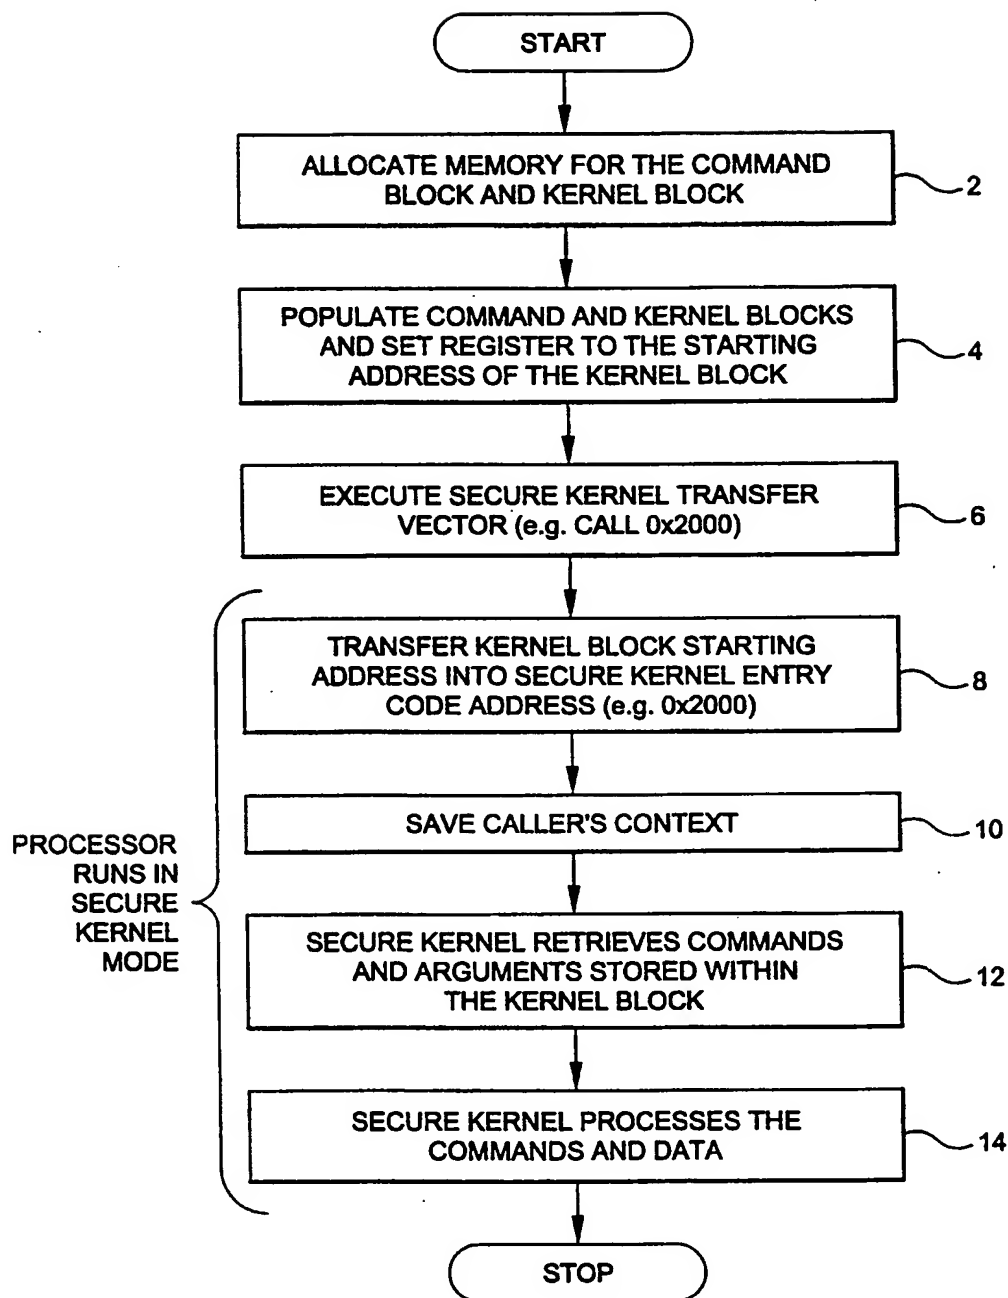 START
ALLOCATE MEMORY FOR THE COMMAND
BLOCK AND KERNEL BLOCK
2
POPULATE COMMAND AND KERNEL BLOCKS
AND SET REGISTER TO THE STARTING
ADDRESS OF THE KERNEL BLOCK
4
EXECUTE SECURE KERNEL TRANSFER
VECTOR (e.g. CALL 0x2000)
6
TRANSFER KERNEL BLOCK STARTING
ADDRESS INTO SECURE KERNEL ENTRY
CODE ADDRESS (e.g. 0x2000)
8
SAVE CALLER'S CONTEXT
10
PROCESSOR
RUNS IN
SECURE
KERNEL
MODE
SECURE KERNEL RETRIEVES COMMANDS
AND ARGUMENTS STORED WITHIN
THE KERNEL BLOCK
12
SECURE KERNEL PROCESSES THE
COMMANDS AND DATA
14
STOP